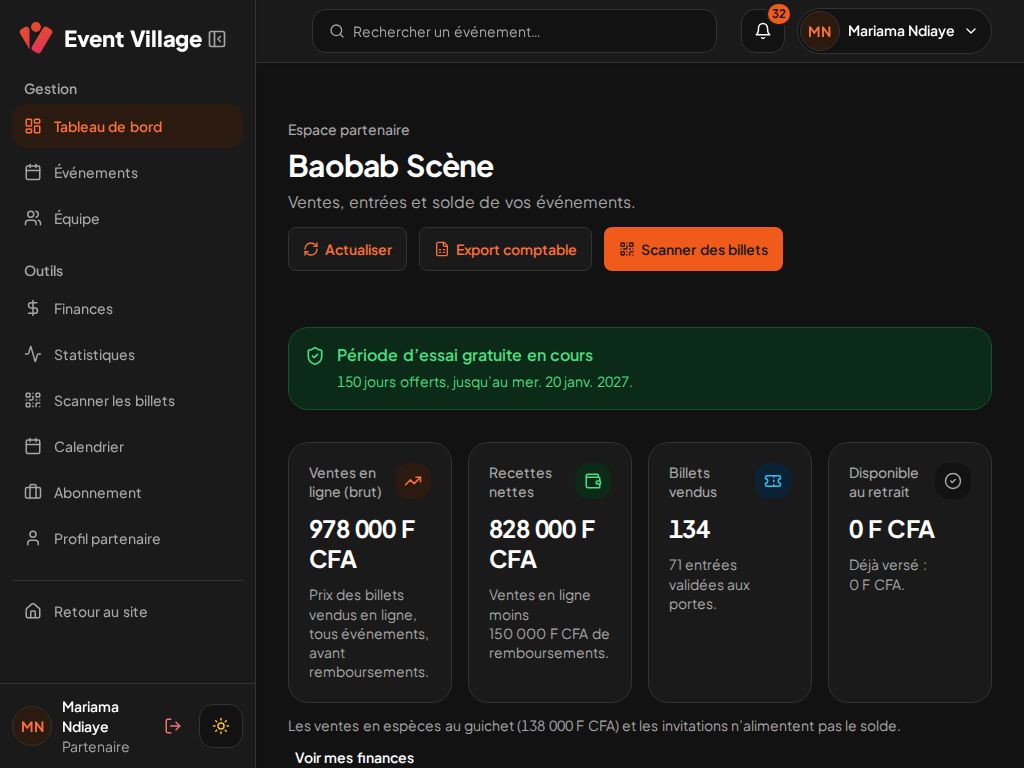 Event Village
Rechercher un événement...
32
MN
Mariama Ndiaye
Gestion
Tableau de bord
Événements
Équipe
Outils
Finances
Statistiques
Scanner les billets
Calendrier
Abonnement
Profil partenaire
Retour au site
MN
Mariama
Ndiaye
Partenaire
Espace partenaire
Baobab Scène
Ventes, entrées et solde de vos événements.
Actualiser
Export comptable
Scanner des billets
Période d’essai gratuite en cours
150 jours offerts, jusqu’au mer. 20 janv. 2027.
Ventes en
ligne (brut)
978 000 F
CFA
Prix des billets
vendus en ligne,
tous événements,
avant
remboursements.
Recettes
nettes
828 000 F
CFA
Ventes en ligne
moins
150 000 F CFA de
remboursements.
Billets
vendus
134
71 entrées
validées aux
portes.
Disponible
au retrait
0 F CFA
Déjà versé :
0 F CFA.
Les ventes en espèces au guichet (138 000 F CFA) et les invitations n’alimentent pas le solde.
Voir mes finances